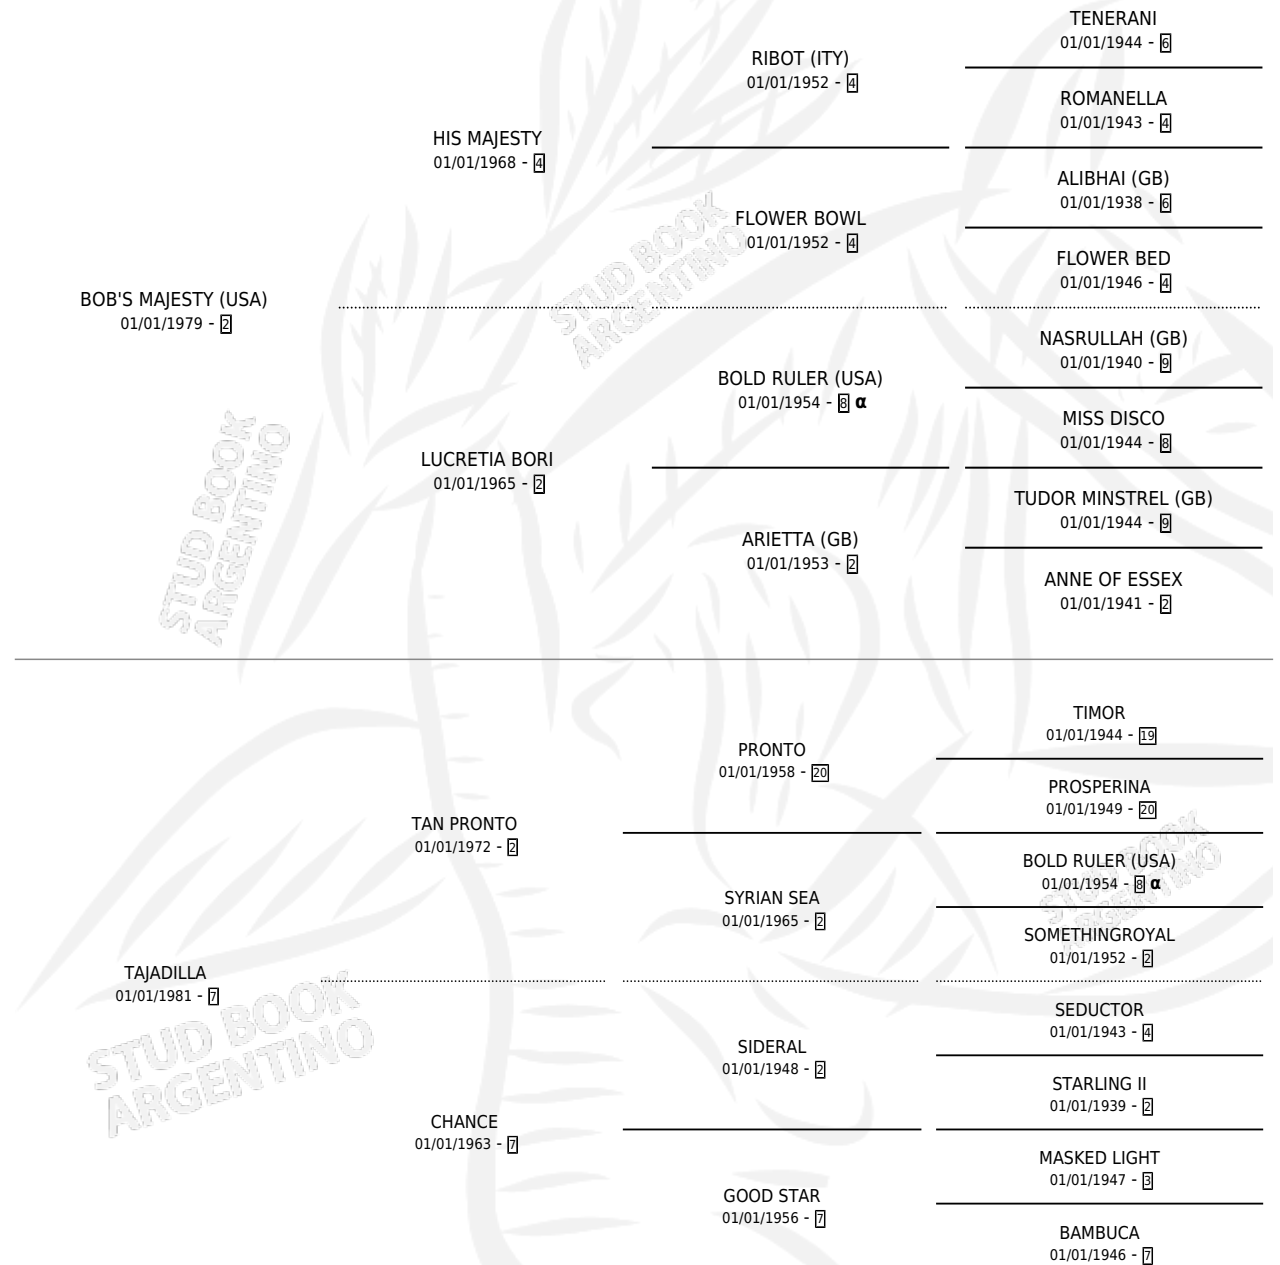 TENERANI
01/01/1944 - 6
RIBOT (ITY)
01/01/1952 - 4
ROMANELLA
01/01/1943 - 4
HIS MAJESTY
01/01/1968 - 4
ALIBHAI (GB)
01/01/1938 - 6
FLOWER BOWL
01/01/1952 - 4
FLOWER BED
01/01/1946 - 4
BOB'S MAJESTY (USA)
01/01/1979 - 2
NASRULLAH (GB)
01/01/1940 - 9
BOLD RULER (USA)
01/01/1954 - 8 α
MISS DISCO
01/01/1944 - 8
LUCRETIA BORI
01/01/1965 - 2
TUDOR MINSTREL (GB)
01/01/1944 - 9
ARIETTA (GB)
01/01/1953 - 2
ANNE OF ESSEX
01/01/1941 - 2
TIMOR
01/01/1944 - 19
PRONTO
01/01/1958 - 20
PROSPERINA
01/01/1949 - 20
TAN PRONTO
01/01/1972 - 2
BOLD RULER (USA)
01/01/1954 - 8 α
SYRIAN SEA
01/01/1965 - 2
SOMETHINGROYAL
01/01/1952 - 2
TAJADILLA
01/01/1981 - 7
SEDUCTOR
01/01/1943 - 4
SIDERAL
01/01/1948 - 2
STARLING II
01/01/1939 - 2
CHANCE
01/01/1963 - 7
MASKED LIGHT
01/01/1947 - 3
GOOD STAR
01/01/1956 - 7
BAMBUCA
01/01/1946 - 7
STUD BOOK
ARGENTINO
STUD BOOK
ARGENTINO
STUD BOOK
ARGENTINO
STUD BOOK
ARGENTINO